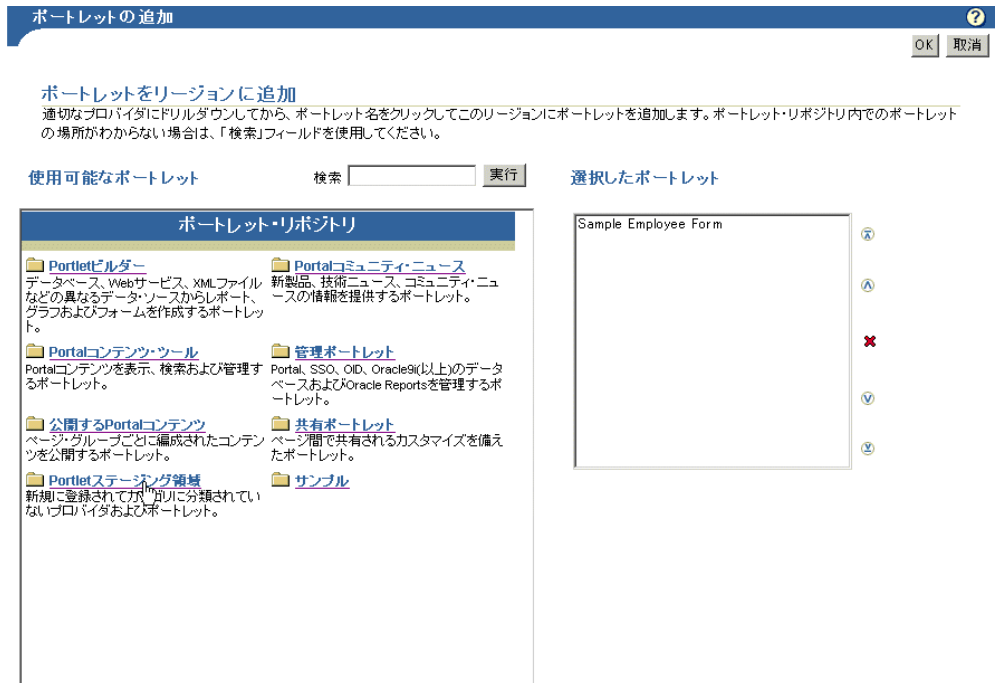 ポートレットの追加
?
OK 取消
ポートレットをリージョンに追加
適切なプロバイダにドリルダウンしてから、ポートレット名をクリックしてこのリージョンにポートレットを追加します。ポートレット・リポジトリ内でのポートレット
の場所がわからない場合は、「検索」フィールドを使用してください。
使用可能なポートレット 検索 実行
選択したポートレット
ポートレット・リポジトリ
Portletビルダー
データベース、Webサービス、XMLファイル
などの異なるデータ・ソースからレポート、
グラフおよびフォームを作成するポートレッ
ト。
Portalコミュニティ・ニュース
新製品、技術ニュース、コミュニティ・ニュ
ースの情報を提供するポートレット。
Portalコンテンツ・ツール
Portalコンテンツを表示、検索および管理す
るポートレット。
管理ポートレット
Portal、SSO、OID、Oracle9i(以上)のデータ
ベースおよびOracle Reportsを管理するポ
ートレット。
公開するPortalコンテンツ
ページ・グループごとに編成されたコンテン
ツを公開するポートレット。
共有ポートレット
ページ間で共有されるカスタマイズを備え
たポートレット。
Portletステージング領域
新規に登録されてカテゴリに分類されてい
ないプロバイダおよびポートレット。
サンプル
Sample Employee Form